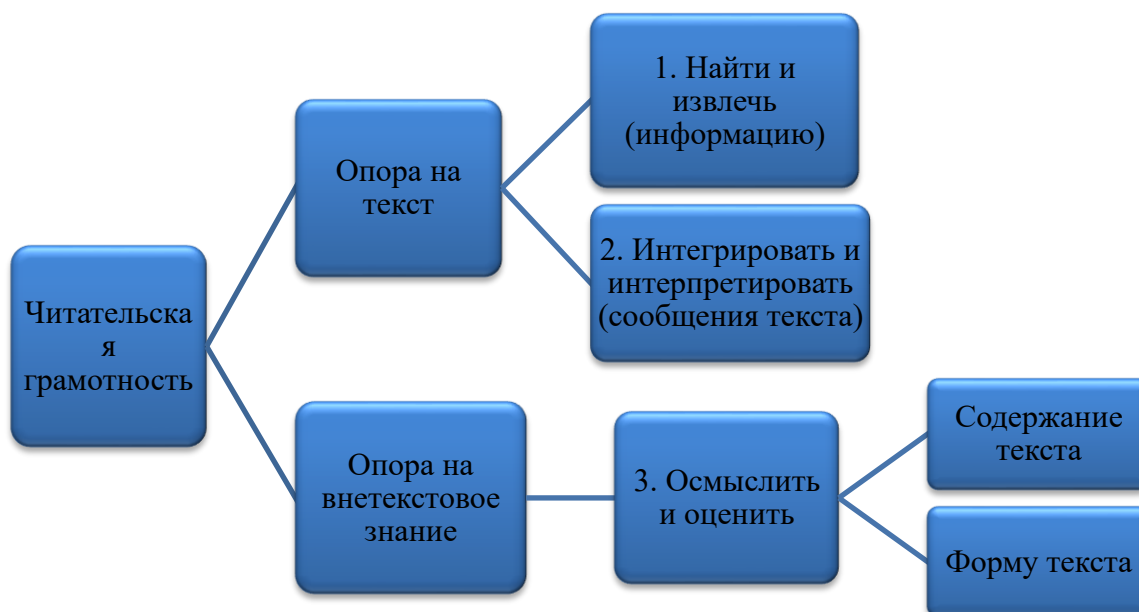 Читательска
я
грамотность
Опора на
текст
1. Найти и
извлечь
(информацию)
2. Интегрировать и
интерпретировать
(сообщения текста)
Опора на
внетекстовое
знание
3. Осмыслить
и оценить
Содержание
текста
Форму текста